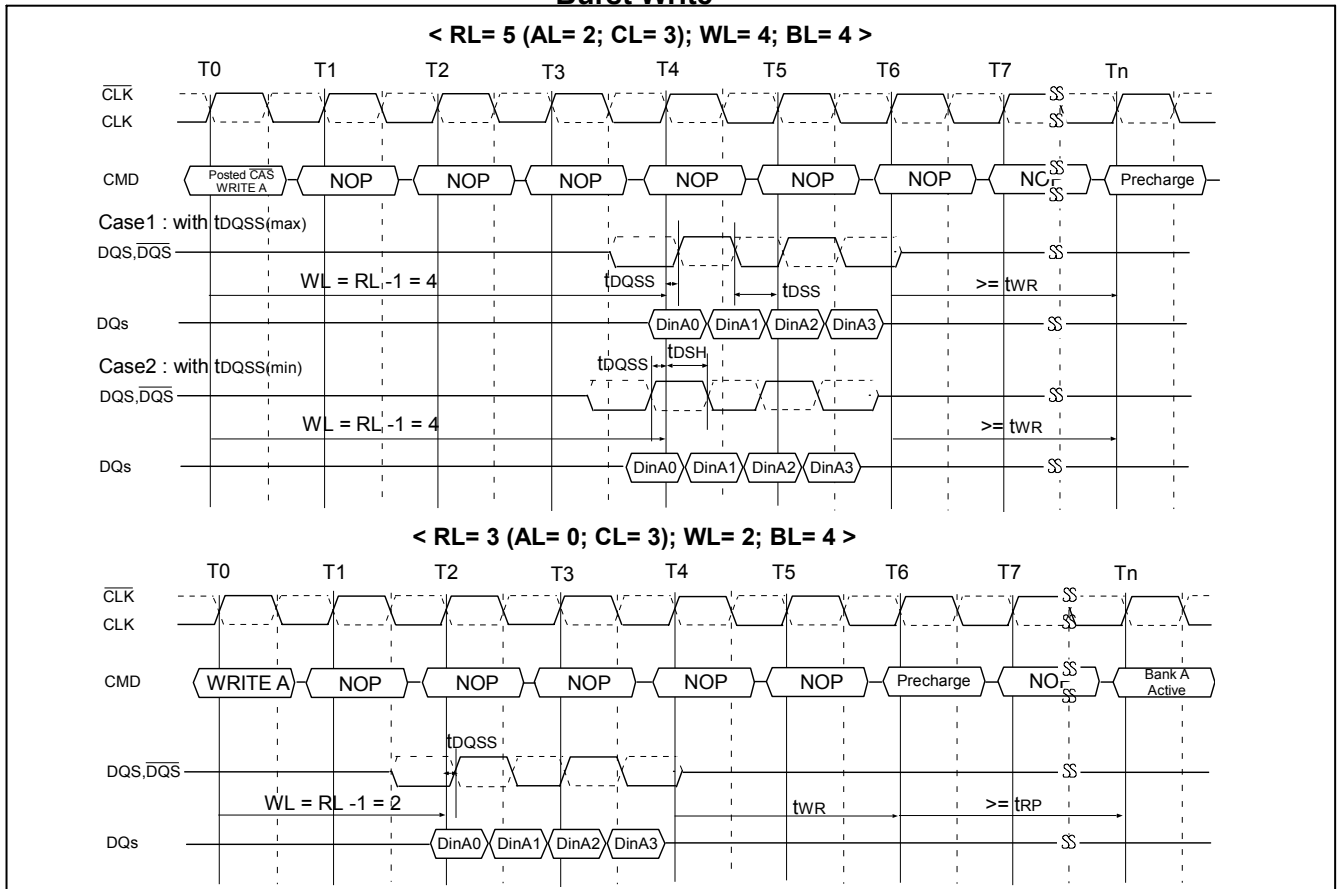 Burst Write
< RL= 5 (AL= 2; CL= 3); WL= 4; BL= 4 >
T0 T1 T2 T3 T4 T5 T6 T7 Tn
CLK
CLK
CMD Posted CAS WRITE A NOP NOP NOP NOP NOP NOP NOP Precharge
Case1 : with tDQSS(max)
DQS,DQS
WL = RL -1 = 4 tDQSS tDSS >= tWR
DQs DinA0 DinA1 DinA2 DinA3
Case2 : with tDQSS(min) tDQSS tDSH
DQS,DQS
WL = RL -1 = 4 >= tWR
DQs DinA0 DinA1 DinA2 DinA3
< RL= 3 (AL= 0; CL= 3); WL= 2; BL= 4 >
T0 T1 T2 T3 T4 T5 T6 T7 Tn
CLK
CLK
CMD WRITE A NOP NOP NOP NOP NOP Precharge NOP Bank A Active
tDQSS
DQS,DQS
WL = RL -1 = 2 tWR >= tRP
DQs DinA0 DinA1 DinA2 DinA3